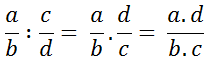 a/b : c/d = a/b . d/c = a.d/b.c